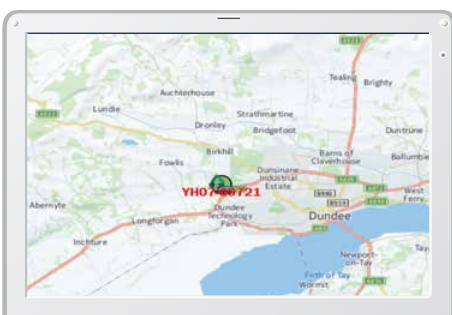 Tealing
Brighty
Auchterhouse
Lundie
Strathmartine
Dronley
Bridgefoot
Duntrune
Birkhill
Barns of
Claverhouse
Ballumbie
Fowlis
Dunsinane
Industrial
Estate
West
Ferry
Abernyte
Dundee
Technology
Park
Longforgan
Dundee
Inchture
Newport-
on-Tay
Tay
Firth of Tay
Wormit